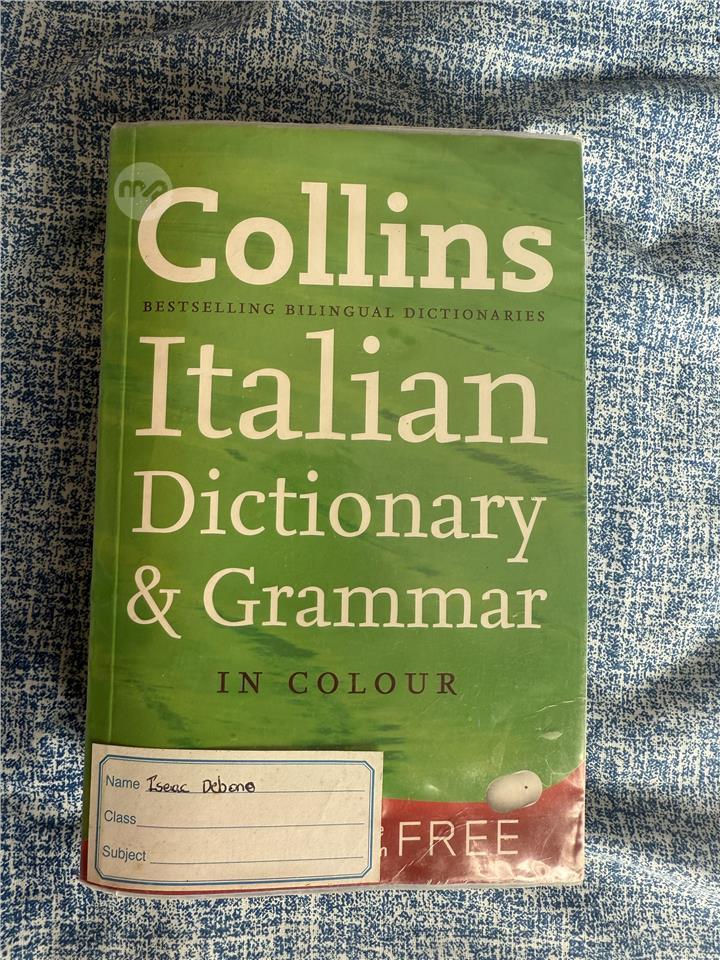 Collins
BESTSELLING BILINGUAL DICTIONARIES
Italian
Dictionary
& Grammar
IN COLOUR
Name Iseac Debono
Class
Subject
FREE